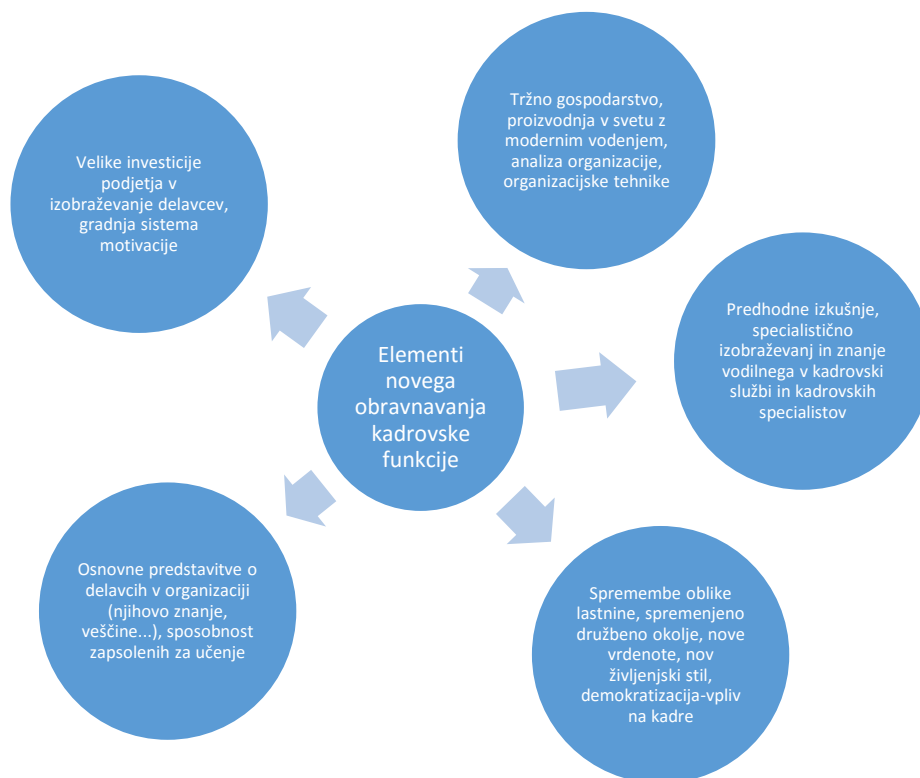 Tržno gospodarstvo,
proizvodnja v svetu z
modernim vodenjem,
analiza organizacije,
organizacijske tehnike
Velike investicije
podjetja v
izobraževanje delavcev,
gradnja sistema
motivacije
Predhodne izkušnje,
specialistično
izobraževanj in znanje
vodilnega v kadrovski
službi in kadrovskih
specialistov
Elementi
novega
obravnavanja
kadrovske
funkcije
Osnovne predstavitve o
delavcih v organizaciji
(njihovo znanje,
veščine...), sposobnost
zapsolenih za učenje
Spremembe oblike
lastnine, spremenjeno
družbeno okolje, nove
vrdenote, nov
življenjski stil,
demokratizacija-vpliv
na kadre